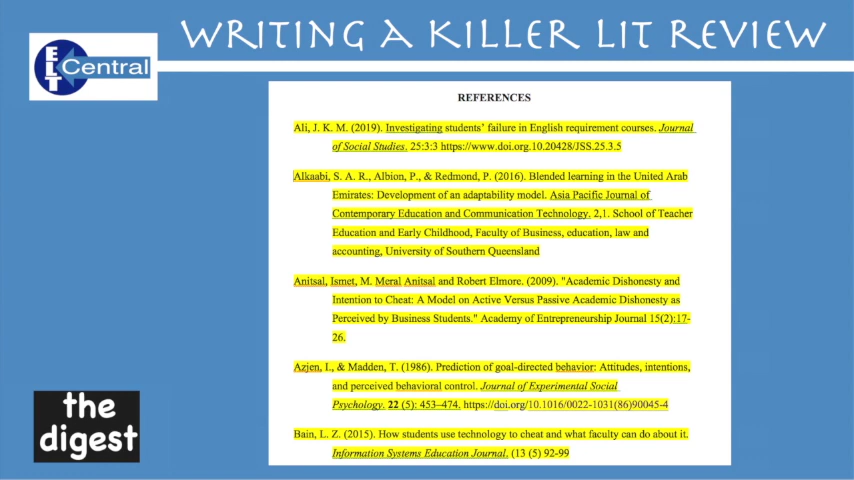 WRITING A KILLER LIT REVIEW
ELT Central
REFERENCES
Ali, J. K. M. (2019). Investigating students’ failure in English requirement courses. Journal
of Social Studies. 25:3:3 https://www.doi.org.10.20428/JSS.25.3.5
Alkaabi, S. A. R., Albion, P., & Redmond, P. (2016). Blended learning in the United Arab
Emirates: Development of an adaptability model. Asia Pacific Journal of
Contemporary Education and Communication Technology. 2,1. School of Teacher
Education and Early Childhood, Faculty of Business, education, law and
accounting, University of Southern Queensland
Anitsal, Ismet, M. Meral Anitsal and Robert Elmore. (2009). "Academic Dishonesty and
Intention to Cheat: A Model on Active Versus Passive Academic Dishonesty as
Perceived by Business Students." Academy of Entrepreneurship Journal 15(2):17-
26.
Azjen, I., & Madden, T. (1986). Prediction of goal-directed behavior: Attitudes, intentions,
and perceived behavioral control. Journal of Experimental Social
Psychology. 22 (5): 453–474. https://doi.org/10.1016/0022-1031(86)90045-4
Bain, L. Z. (2015). How students use technology to cheat and what faculty can do about it.
Information Systems Education Journal. (13 (5) 92-99
the
digest